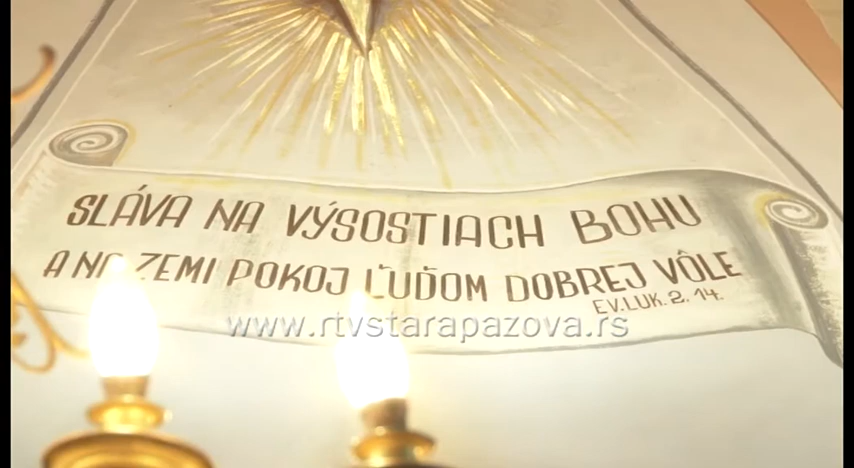 SLÁVA NA VÝSOSTIACH BOHU
A NA ZEMI POKOJ ĽUĎOM DOBREJ VÔLE
EV.LUK. 2. 14.
www.rtvstarapazova.rs